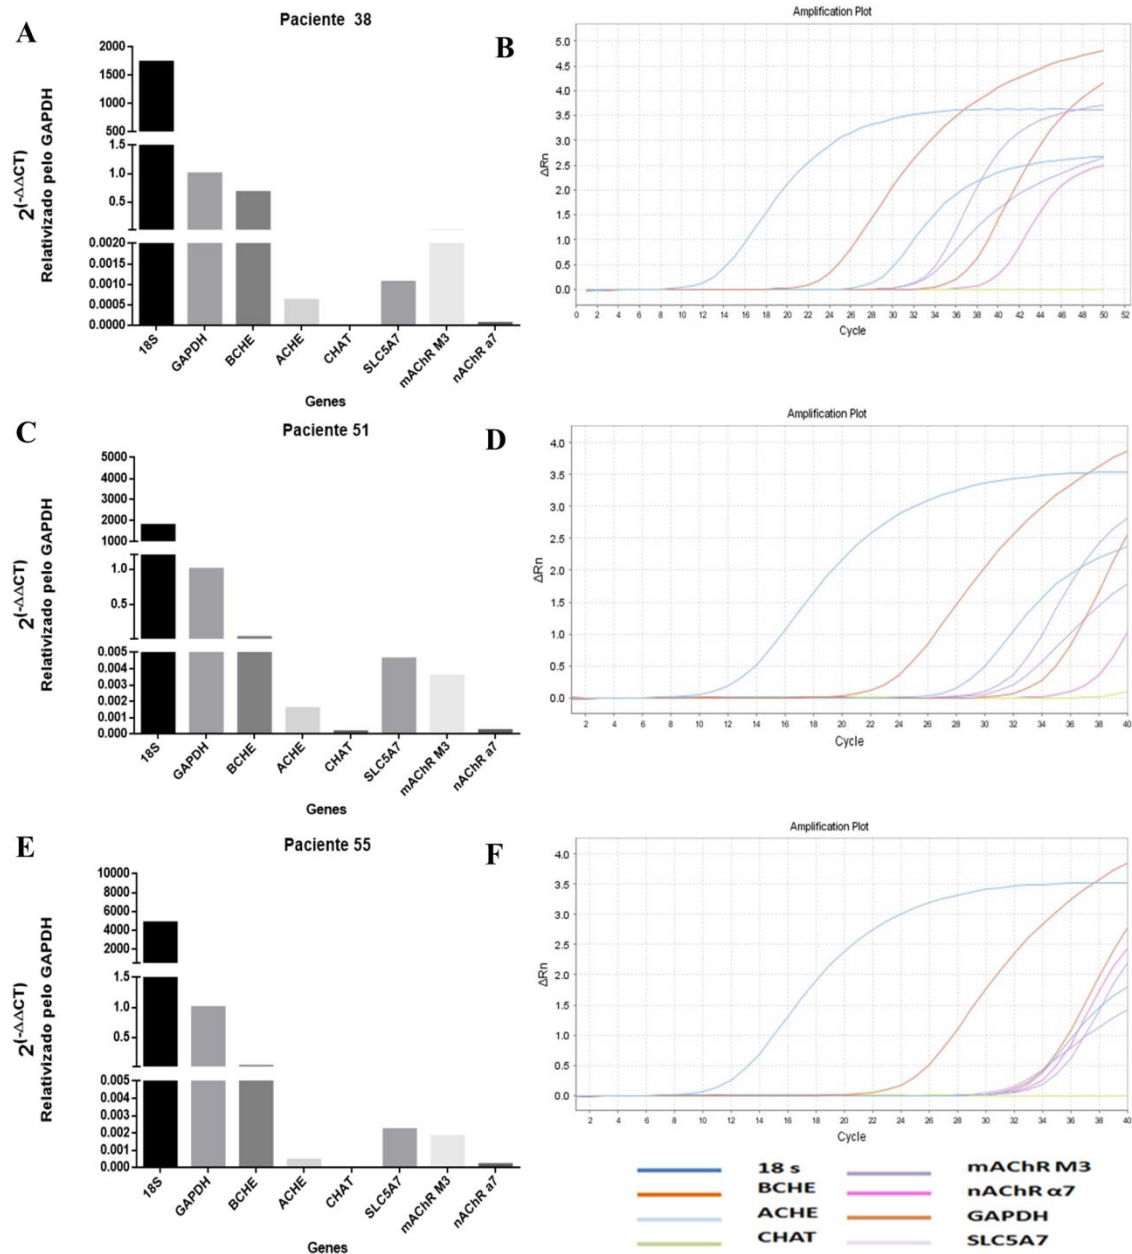 A
Paciente 38
2(-ΔΔCT)
Relativizado pelo GAPDH
2000
1500
1000
500
1.5
1.0
0.5
0.0020
0.0015
0.0010
0.0005
0.0000
18S
GAPDH
BCHE
ACHE
CHAT
SLC5A7
mAChR M3
nAChR a7
Genes
B
Amplification Plot
ΔRn
5.0
4.5
4.0
3.5
3.0
2.5
2.0
1.5
1.0
0.5
0.0
0 2 4 6 8 10 12 14 16 18 20 22 24 26 28 30 32 34 36 38 40 42 44 46 48 50 52
Cycle
C
Paciente 51
2(-ΔΔCT)
Relativizado pelo GAPDH
5000
4000
3000
2000
1000
1.0
0.5
0.005
0.004
0.003
0.002
0.001
0.000
18S
GAPDH
BCHE
ACHE
CHAT
SLC5A7
mAChR M3
nAChR a7
Genes
D
Amplification Plot
ΔRn
4.0
3.5
3.0
2.5
2.0
1.5
1.0
0.5
0.0
2 4 6 8 10 12 14 16 18 20 22 24 26 28 30 32 34 36 38 40
Cycle
E
Paciente 55
2(-ΔΔCT)
Relativizado pelo GAPDH
10000
8000
6000
4000
2000
1.5
1.0
0.5
0.005
0.004
0.003
0.002
0.001
0.000
18S
GAPDH
BCHE
ACHE
CHAT
SLC5A7
mAChR M3
nAChR a7
Genes
F
Amplification Plot
ΔRn
4.0
3.5
3.0
2.5
2.0
1.5
1.0
0.5
0.0
2 4 6 8 10 12 14 16 18 20 22 24 26 28 30 32 34 36 38 40
Cycle
18 s
BCHE
ACHE
CHAT
mAChR M3
nAChR α7
GAPDH
SLC5A7